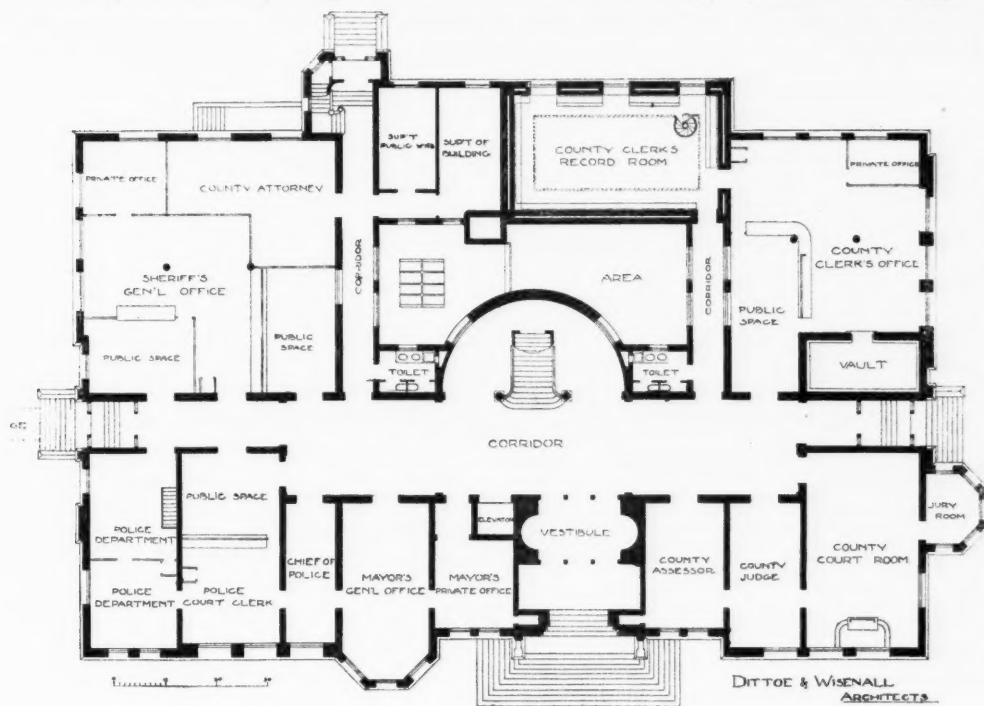 SUP'T
PUBLIC WKS
SUP'T OF
BUILDING
COUNTY CLERK'S
RECORD ROOM
PRIVATE OFFICE
PRIVATE OFFICE
COUNTY ATTORNEY
CORRIDOR
AREA
CORRIDOR
COUNTY
CLERK'S OFFICE
SHERIFF'S
GEN'L OFFICE
PUBLIC
SPACE
PUBLIC
SPACE
PUBLIC SPACE
TOILET
TOILET
VAULT
CORRIDOR
PUBLIC SPACE
ELEVATOR
VESTIBULE
JURY
ROOM
POLICE
DEPARTMENT
CHIEF OF
POLICE
MAYOR'S
GEN'L OFFICE
MAYOR'S
PRIVATE OFFICE
COUNTY
ASSESSOR
COUNTY
JUDGE
COUNTY
COURT ROOM
POLICE
DEPARTMENT
POLICE
COURT CLERK
DITTOE & WISENALL
ARCHITECTS